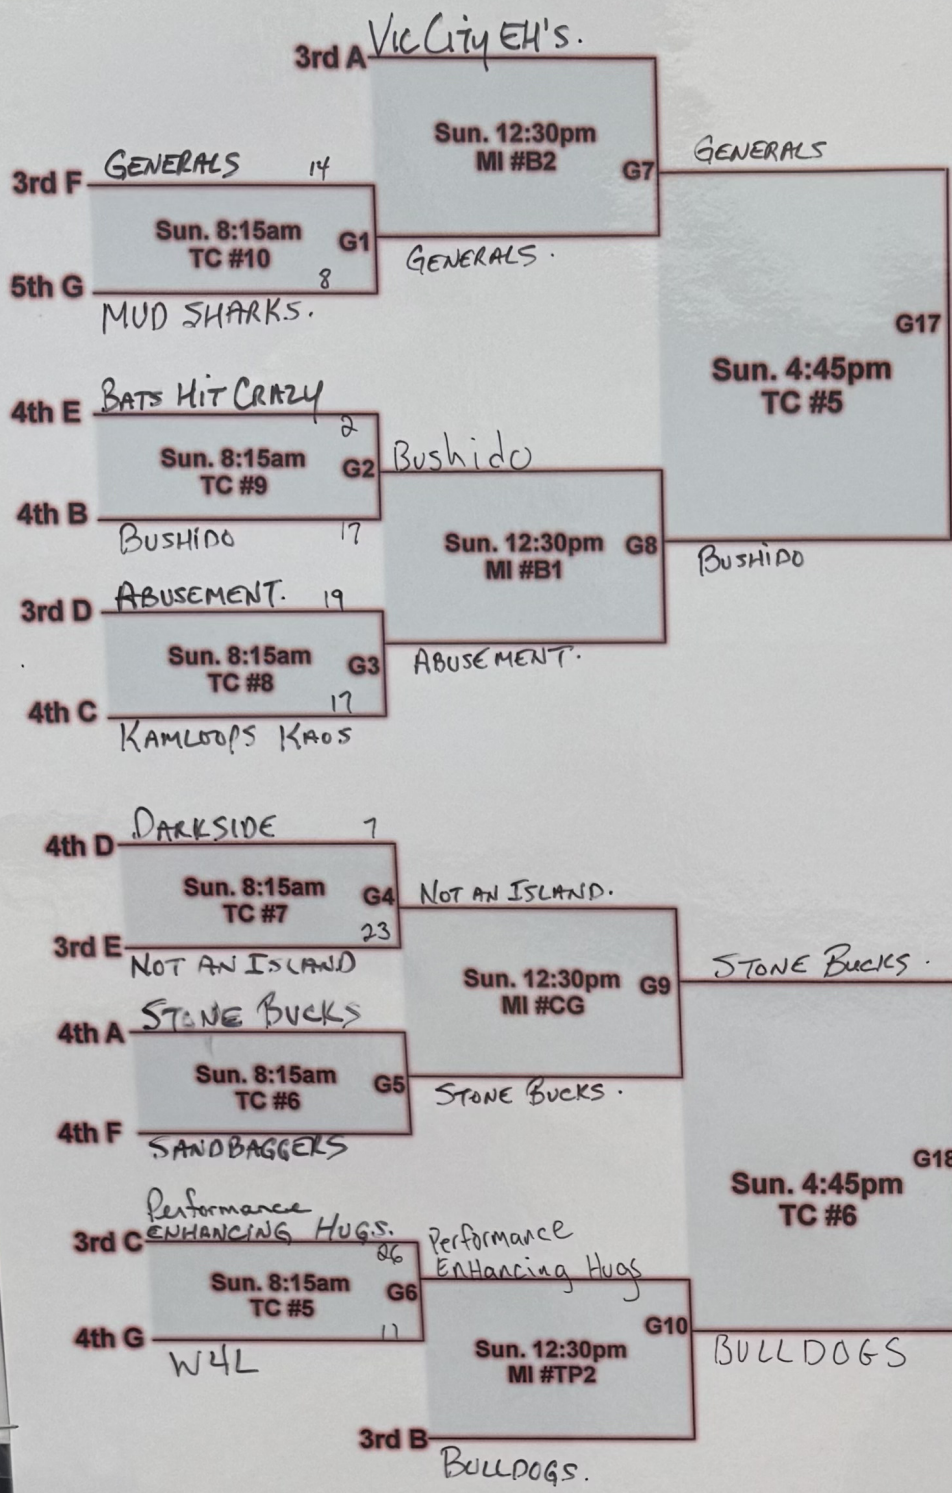 3rd A Vic City EH's.
Sun. 12:30pm
MI #B2
G7
GENERALS
3rd F GENERALS 14
Sun. 8:15am
TC #10
G1
GENERALS.
5th G 8
MUD SHARKS.
G17
Sun. 4:45pm
TC #5
4th E BATS HIT CRAZY
2
Sun. 8:15am
TC #9
G2
Bushido
4th B
BUSHIDO 17
Sun. 12:30pm
MI #B1
G8
BUSHIDO
3rd D ABUSEMENT. 19
Sun. 8:15am
TC #8
G3
ABUSEMENT.
4th C 17
KAMLOOPS KAOS
4th D DARKSIDE 7
Sun. 8:15am
TC #7
G4
NOT AN ISLAND.
3rd E 23
NOT AN ISLAND
Sun. 12:30pm
MI #CG
G9
STONE BUCKS.
4th A STONE BUCKS
Sun. 8:15am
TC #6
G5
STONE BUCKS.
4th F
SANDBAGGERS
G18
Sun. 4:45pm
TC #6
3rd C Performance
ENHANCING HUGS.
26
Sun. 8:15am
TC #5
G6
Performance
EnHancing Hugs
4th G 11
W4L
Sun. 12:30pm
MI #TP2
G10
BULLDOGS
3rd B
BULLDOGS.